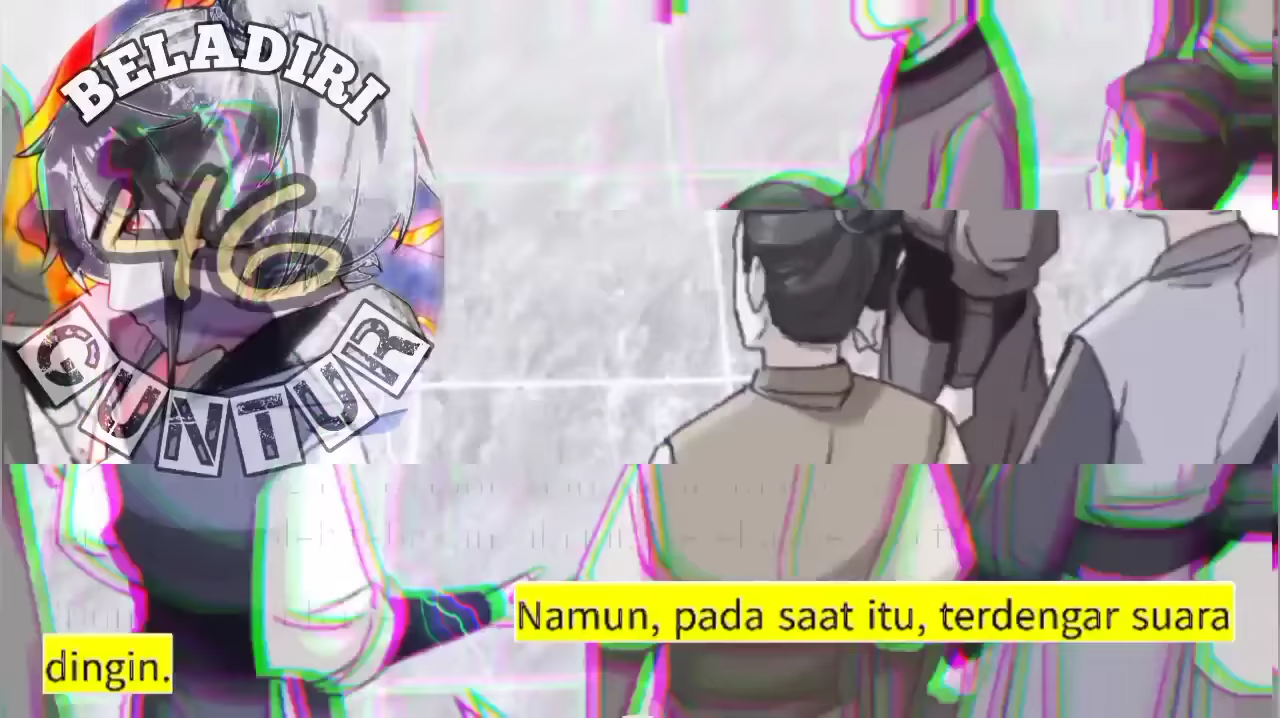 BELADIRI
46
GUNTUR
Namun, pada saat itu, terdengar suara
dingin.